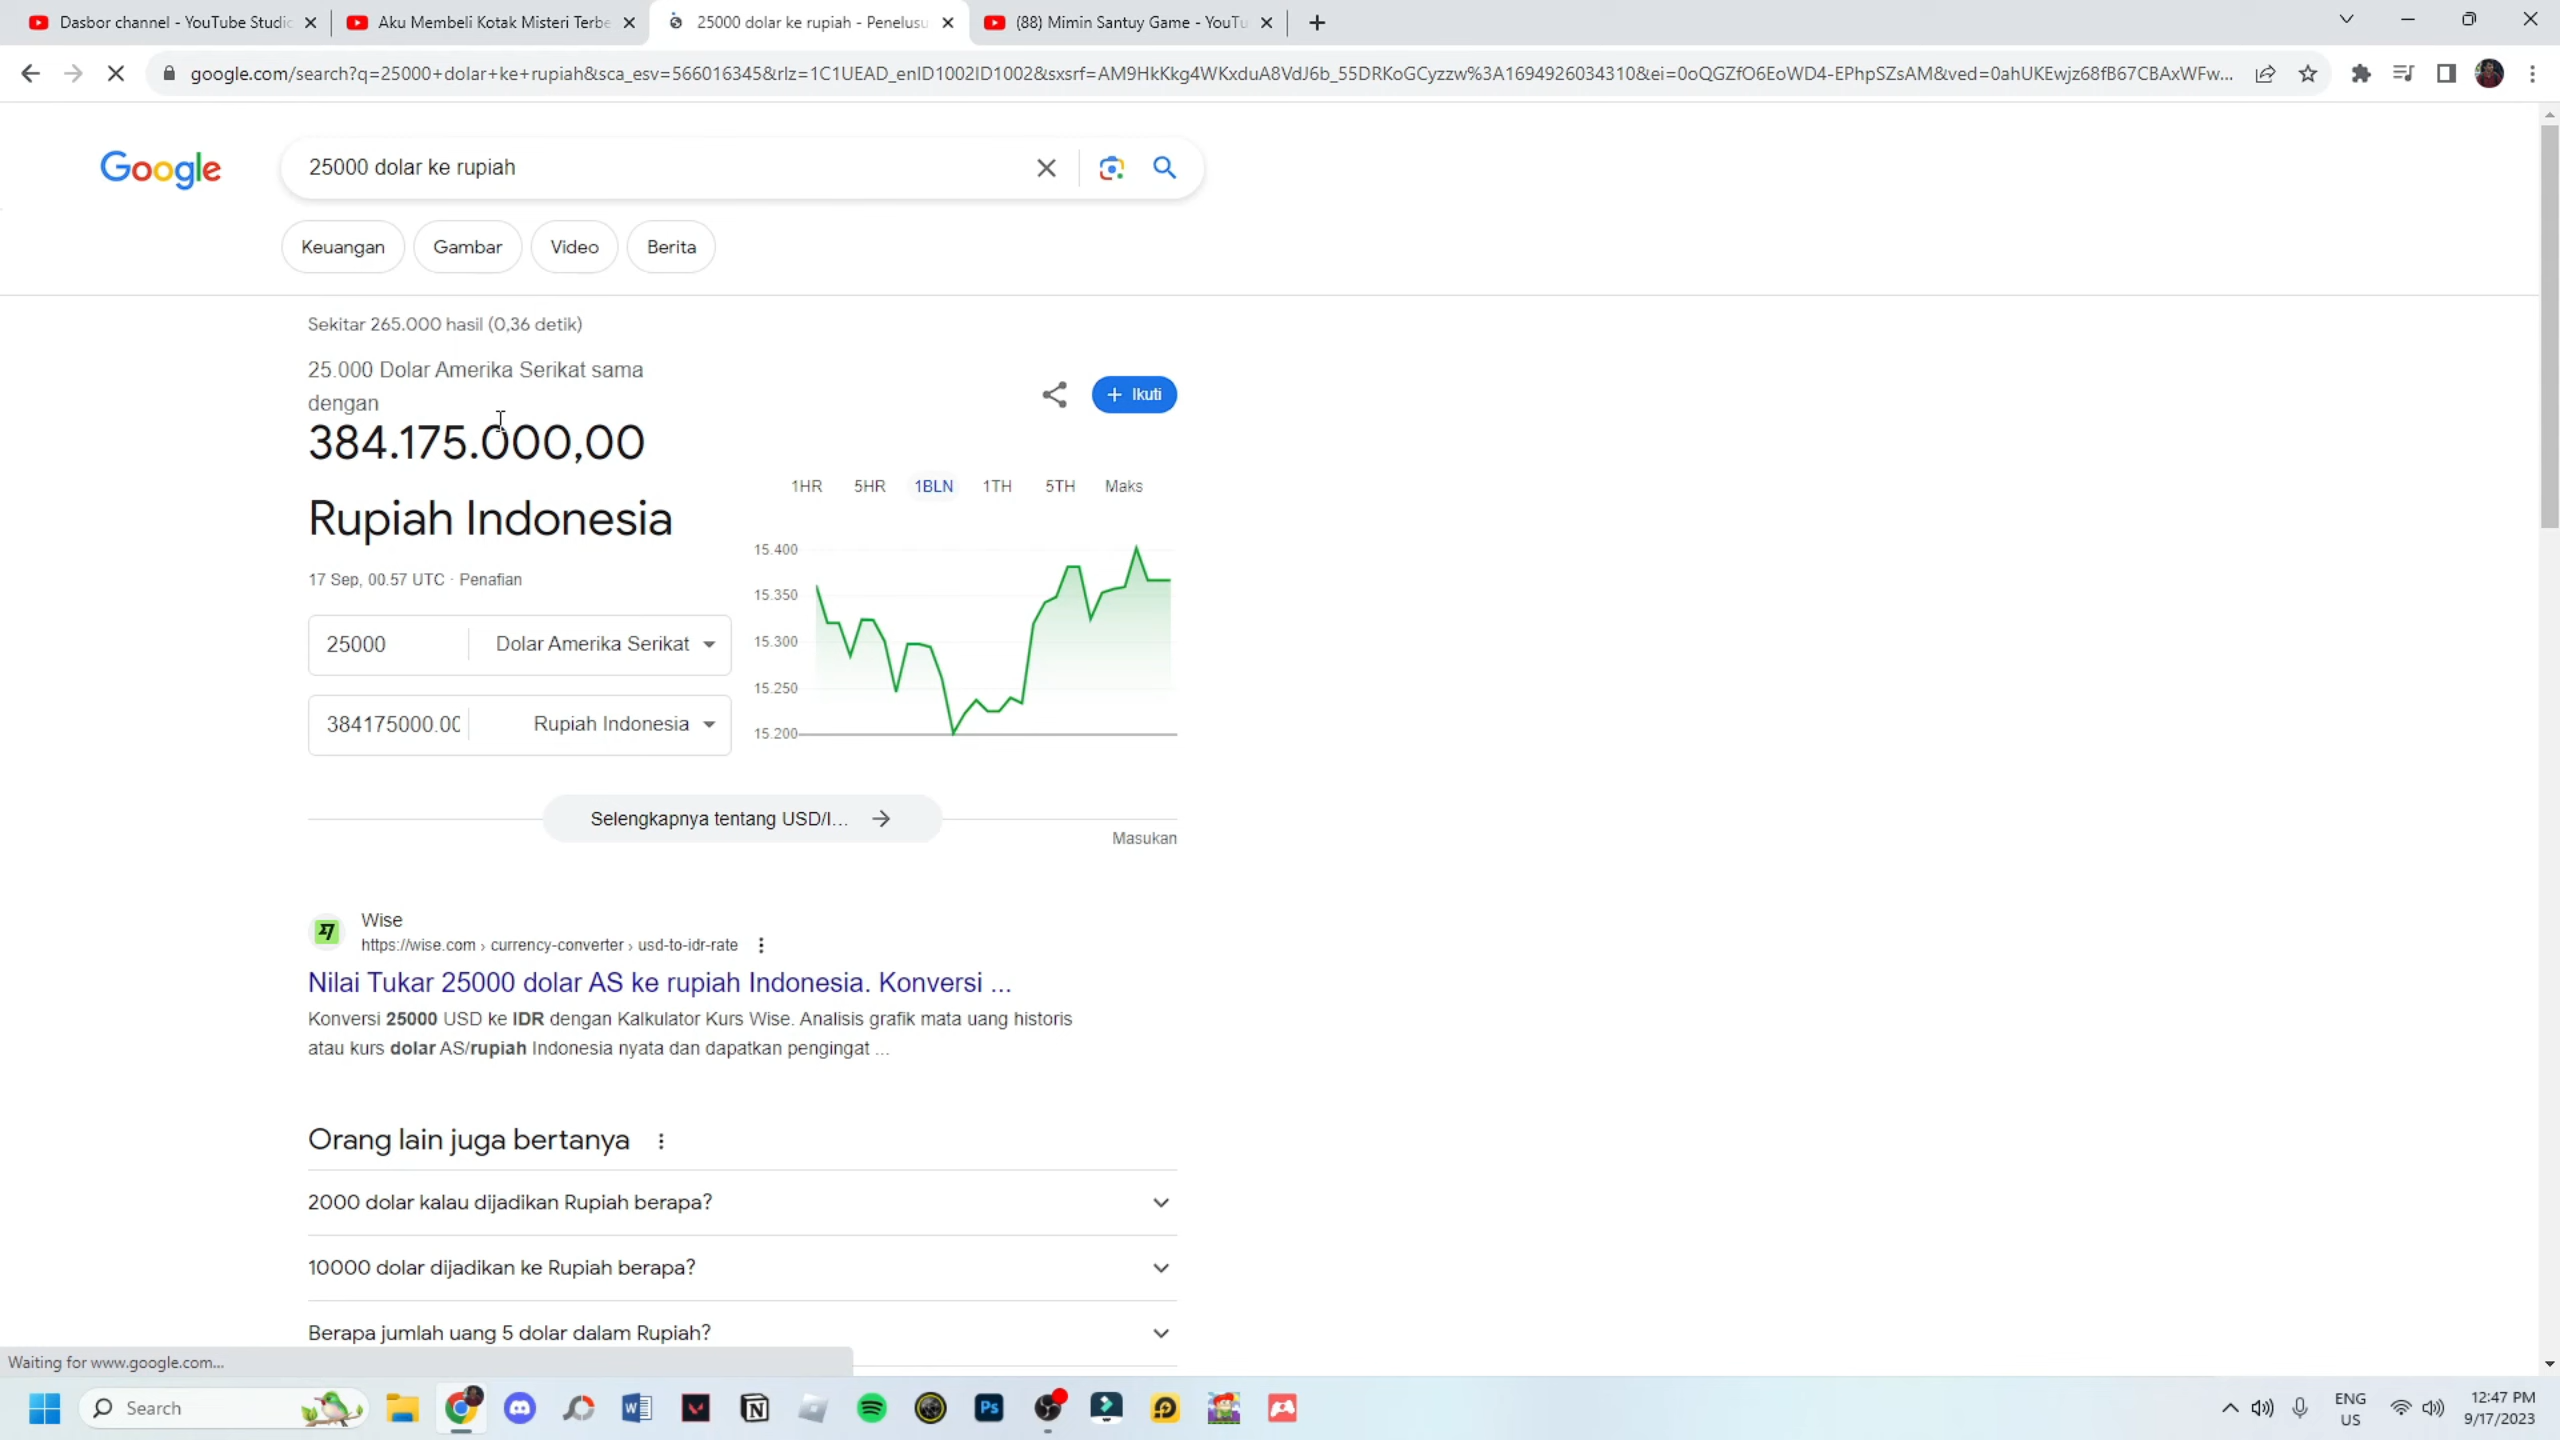 Dasbor channel - YouTube Studio
Aku Membeli Kotak Misteri Terbe
25000 dolar ke rupiah - Penelusu
(88) Mimin Santuy Game - YouTu
google.com/search?q=25000+dolar+ke+rupiah&sca_esv=566016345&rlz=1C1UEAD_enID1002ID1002&sxsrf=AM9HkKkg4WKxduA8VdJ6b_55DRKoGCyzzw%3A1694926034310&ei=0oQGZfO6EoWD4-EPhpSZsAM&ved=0ahUKEwjz68fB67CBAxWFw...
Google
25000 dolar ke rupiah
Keuangan
Gambar
Video
Berita
Sekitar 265.000 hasil (0,36 detik)
25.000 Dolar Amerika Serikat sama
dengan
384.175.000,00
Rupiah Indonesia
17 Sep, 00.57 UTC · Penafian
Ikuti
1HR 5HR 1BLN 1TH 5TH Maks
15.400
15.350
15.300
15.250
15.200
25000 Dolar Amerika Serikat
384175000.00 Rupiah Indonesia
Selengkapnya tentang USD/I...
Masukan
Wise
https://wise.com › currency-converter › usd-to-idr-rate
Nilai Tukar 25000 dolar AS ke rupiah Indonesia. Konversi ...
Konversi 25000 USD ke IDR dengan Kalkulator Kurs Wise. Analisis grafik mata uang historis
atau kurs dolar AS/rupiah Indonesia nyata dan dapatkan pengingat ...
Orang lain juga bertanya
2000 dolar kalau dijadikan Rupiah berapa?
10000 dolar dijadikan ke Rupiah berapa?
Berapa jumlah uang 5 dolar dalam Rupiah?
Waiting for www.google.com...
Search
W
N
Ps
ENG
US
12:47 PM
9/17/2023